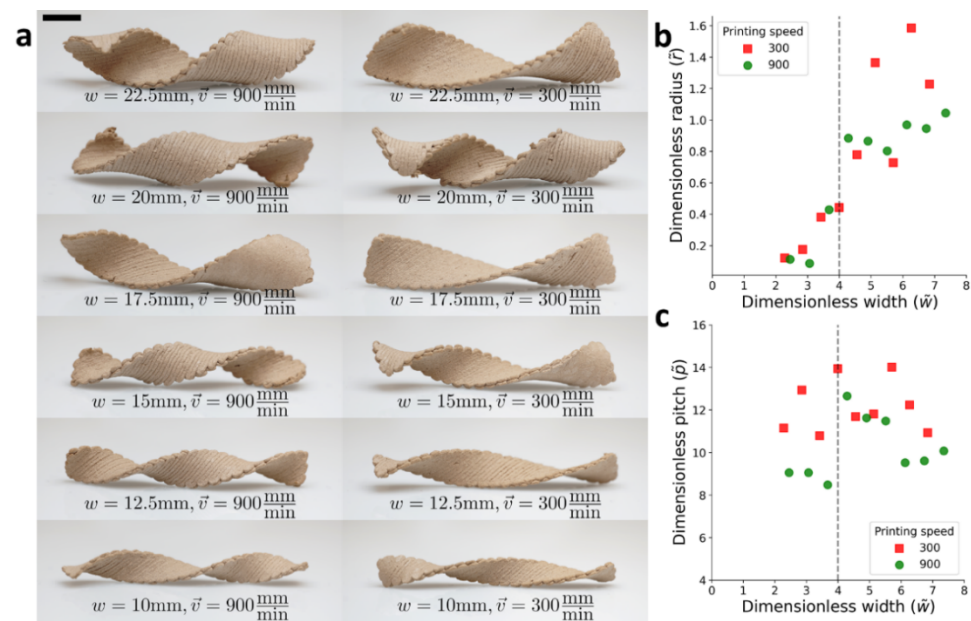 a
w = 22.5mm, v⃗ = 900 mm/min
w = 22.5mm, v⃗ = 300 mm/min
w = 20mm, v⃗ = 900 mm/min
w = 20mm, v⃗ = 300 mm/min
w = 17.5mm, v⃗ = 900 mm/min
w = 17.5mm, v⃗ = 300 mm/min
w = 15mm, v⃗ = 900 mm/min
w = 15mm, v⃗ = 300 mm/min
w = 12.5mm, v⃗ = 900 mm/min
w = 12.5mm, v⃗ = 300 mm/min
w = 10mm, v⃗ = 900 mm/min
w = 10mm, v⃗ = 300 mm/min
b
Dimensionless radius (r̃)
1.6
1.4
1.2
1.0
0.8
0.6
0.4
0.2
Printing speed
300
900
0 1 2 3 4 5 6 7 8
Dimensionless width (w̃)
c
Dimensionless pitch (p̃)
16
14
12
10
8
6
4
Printing speed
300
900
0 1 2 3 4 5 6 7 8
Dimensionless width (w̃)